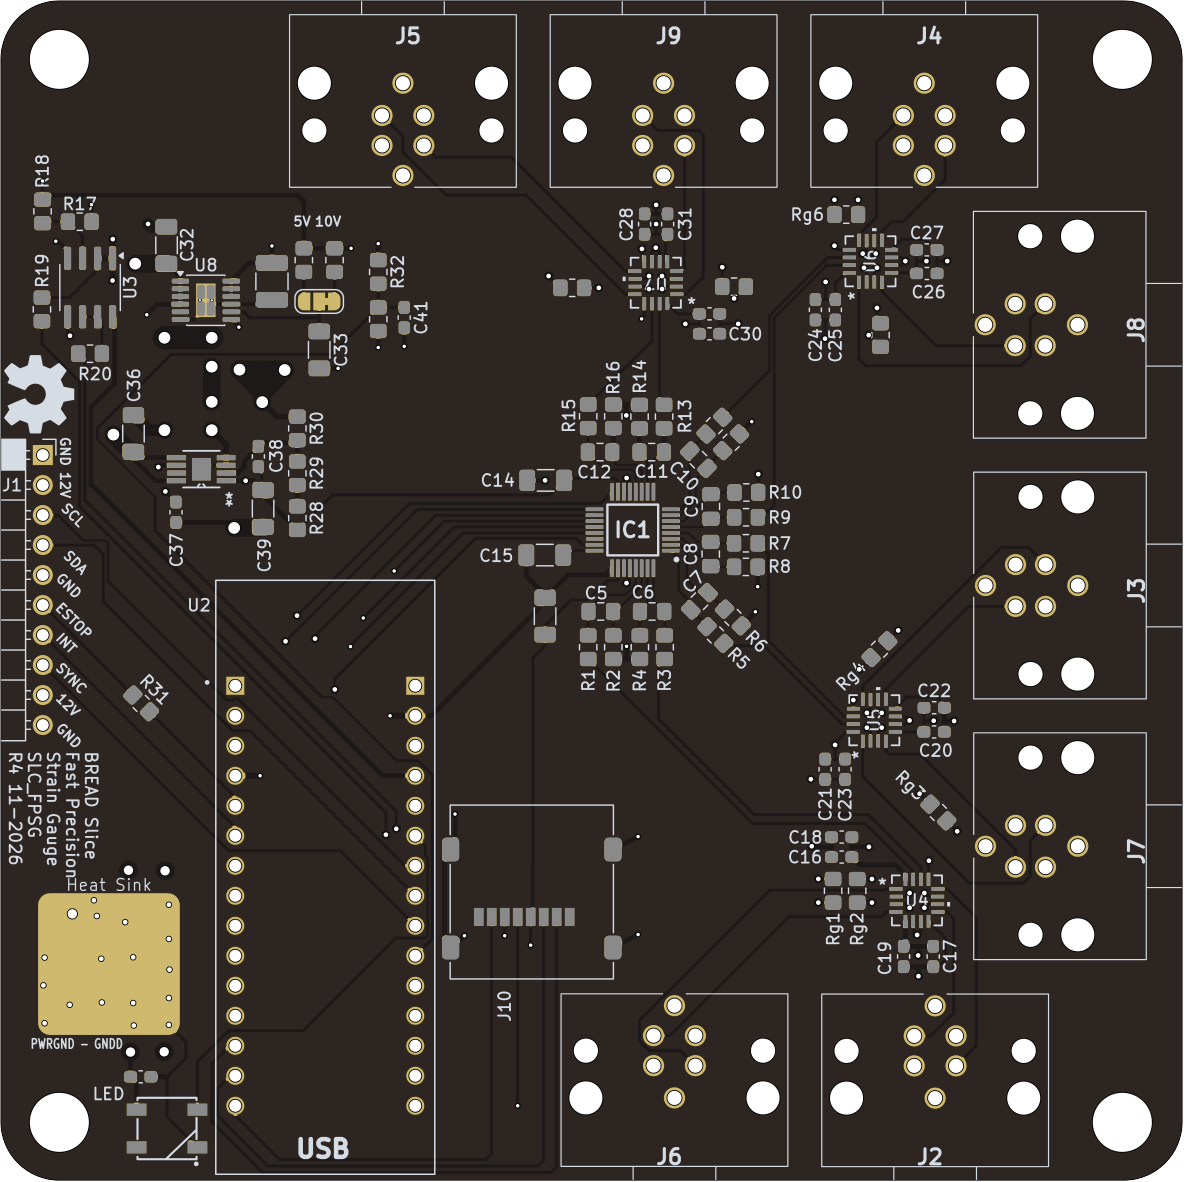 J5
J9
J4
R18
R17
R19
C32
U8
U3
5V 10V
R32
C41
C33
R20
C28
C31
U7
*
C30
Rg6
C27
U6
C26
*
C24
C25
J8
C36
R30
C38
R29
*
R28
C37
C39
R15
R16
R14
R13
C12
C11
C10
C14
C9
R10
R9
IC1
C15
C8
R7
R8
C5
C6
C7
R6
R5
R1
R2
R4
R3
J1
GND
12V
SCL
SDA
GND
ESTOP
INT
SYNC
12V
GND
U2
R31
J3
Rg4
C22
U5
C20
*
C21
C23
Rg3
J7
BREAD Slice
Fast Precision
Strain Gauge
SLC_FPSG
R4 11-2026
C18
C16
*
U4
Rg1
Rg2
C19
C17
Heat Sink
PWRGND - GNDD
LED
J10
USB
J6
J2